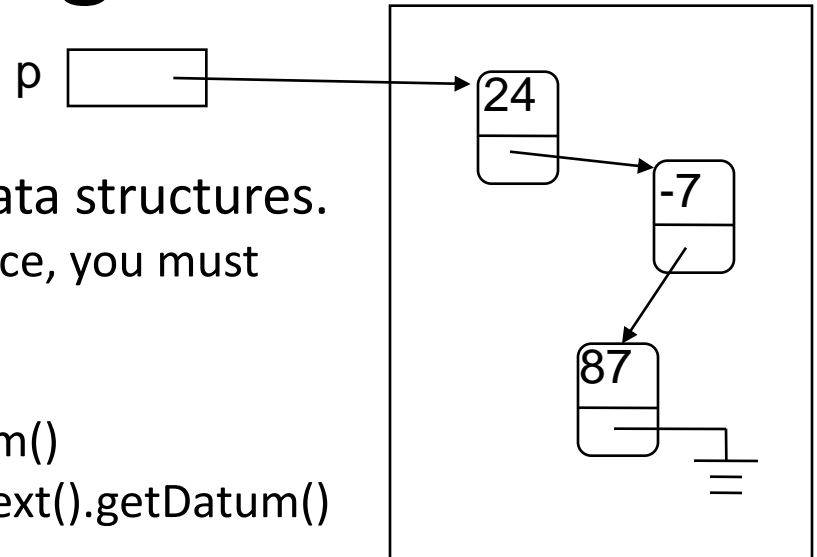 p
24
-7
ata structures.
ce, you must
87
m()
ext().getDatum()